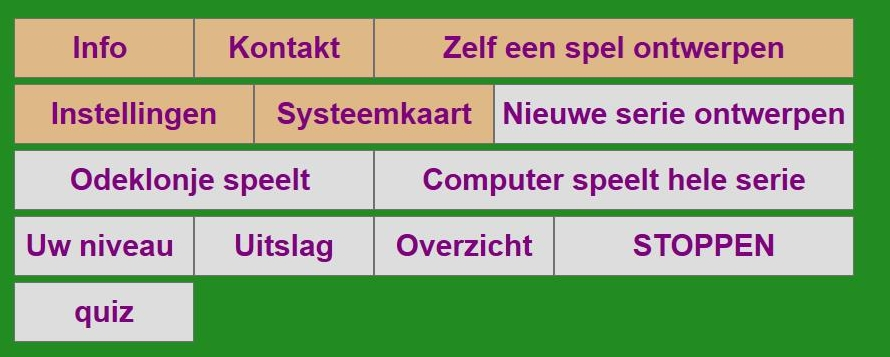 Info Kontakt Zelf een spel ontwerpen
Instellingen Systeemkaart Nieuwe serie ontwerpen
Odeklonje speelt Computer speelt hele serie
Uw niveau Uitslag Overzicht STOPPEN
quiz